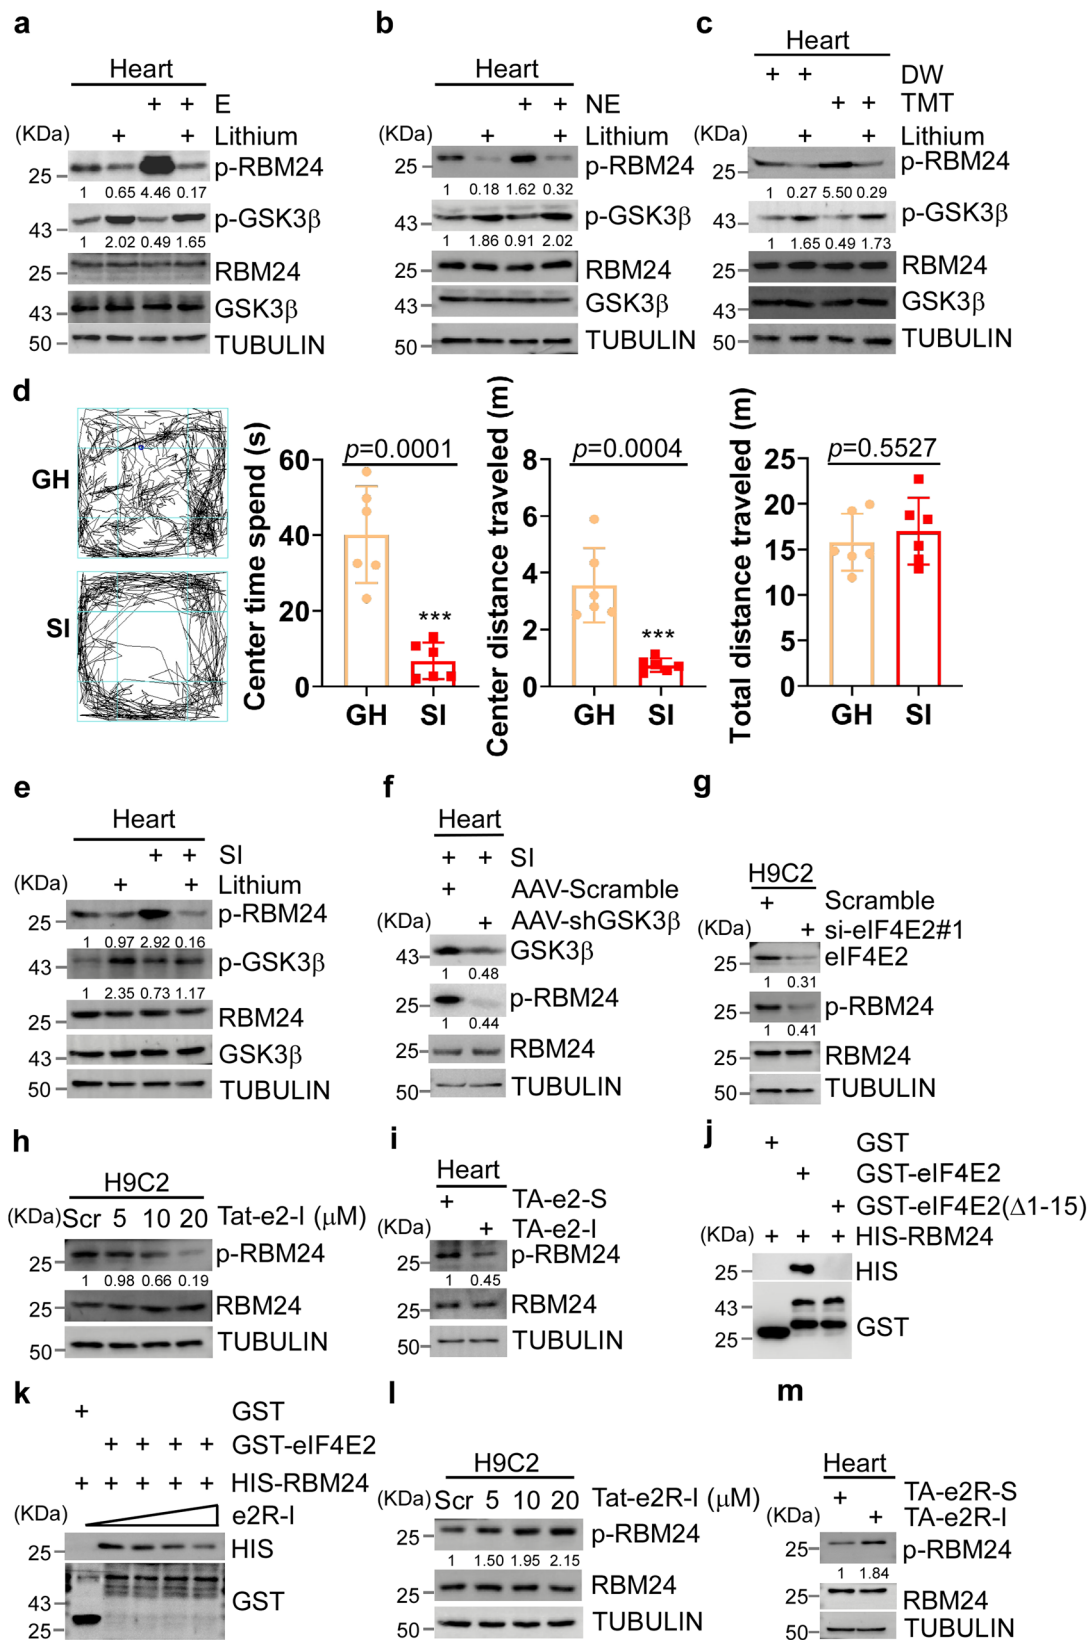 a
Heart
+ + E
(KDa) + + Lithium
25 p-RBM24
1 0.65 4.46 0.17
43 p-GSK3β
1 2.02 0.49 1.65
25 RBM24
43 GSK3β
50 TUBULIN
b
Heart
+ + NE
(KDa) + + Lithium
25 p-RBM24
1 0.18 1.62 0.32
43 p-GSK3β
1 1.86 0.91 2.02
25 RBM24
43 GSK3β
50 TUBULIN
c
Heart
+ + DW
+ + TMT
(KDa) + + Lithium
25 p-RBM24
1 0.27 5.50 0.29
43 p-GSK3β
1 1.65 0.49 1.73
25 RBM24
43 GSK3β
50 TUBULIN
d
GH
SI
Center time spend (s)
p=0.0001
60
40
20
0
***
GH SI
Center distance traveled (m)
p=0.0004
8
6
4
2
0
***
GH SI
Total distance traveled (m)
p=0.5527
25
20
15
10
5
0
GH SI
e
Heart
+ + SI
(KDa) + + Lithium
25 p-RBM24
1 0.97 2.92 0.16
43 p-GSK3β
1 2.35 0.73 1.17
25 RBM24
43 GSK3β
50 TUBULIN
f
Heart
+ + SI
+ AAV-Scramble
(KDa) + AAV-shGSK3β
43 GSK3β
1 0.48
25 p-RBM24
1 0.44
25 RBM24
50 TUBULIN
g
H9C2
+ Scramble
(KDa) + si-eIF4E2#1
25 eIF4E2
1 0.31
25 p-RBM24
1 0.41
25 RBM24
50 TUBULIN
h
H9C2
(KDa) Scr 5 10 20 Tat-e2-I (μM)
25 p-RBM24
1 0.98 0.66 0.19
25 RBM24
50 TUBULIN
i
Heart
+ TA-e2-S
(KDa) + TA-e2-I
25 p-RBM24
1 0.45
25 RBM24
50 TUBULIN
j
+ GST
+ GST-eIF4E2
+ GST-eIF4E2(Δ1-15)
(KDa) + + + HIS-RBM24
25 HIS
43
25 GST
k
+ GST
+ + + + GST-eIF4E2
+ + + + + HIS-RBM24
(KDa) e2R-I
25 HIS
GST
43
25
l
H9C2
(KDa) Scr 5 10 20 Tat-e2R-I (μM)
25 p-RBM24
1 1.50 1.95 2.15
25 RBM24
50 TUBULIN
m
Heart
+ TA-e2R-S
(KDa) + TA-e2R-I
25 p-RBM24
1 1.84
25 RBM24
50 TUBULIN